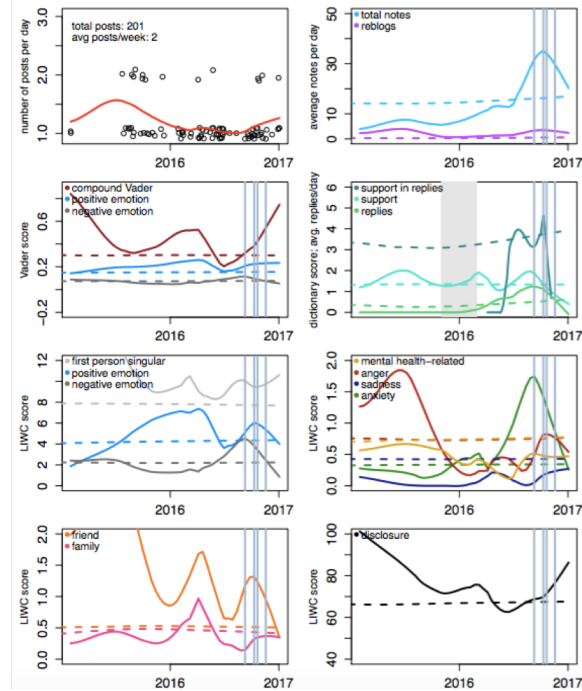 total posts: 201
avg posts/week: 2
number of posts per day
1.0
2.0
3.0
2016
2017
total notes
reblogs
average notes per day
0
10
30
50
2016
2017
compound Vader
positive emotion
negative emotion
Vader score
−0.2
0.2
0.6
2016
2017
support in replies
support
replies
dictionary score; avg. replies/day
0
1
2
3
4
5
6
2016
2017
first person singular
positive emotion
negative emotion
LIWC score
0
2
4
6
8
12
2016
2017
mental health−related
anger
sadness
anxiety
LIWC score
0.0
0.5
1.0
1.5
2.0
2016
2017
friend
family
LIWC score
0.0
0.5
1.0
1.5
2.0
2016
2017
disclosure
LIWC score
40
60
80
100
2016
2017